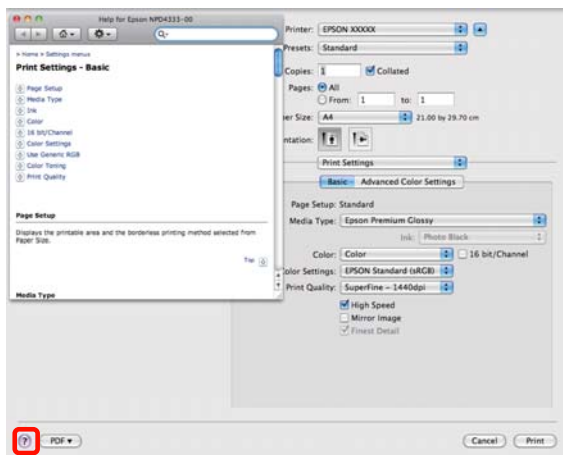 Help for Epson NPD4333-00
Q-
> Home > Settings menus
Print Settings - Basic
Page Setup
Media Type
Ink
Color
16 bit/Channel
Color Settings
Use Generic RGB
Color Toning
Print Quality
Page Setup
Displays the printable area and the borderless printing method selected from
Paper Size.
Top
Media Type
Printer: EPSON XXXXX
Presets: Standard
Copies: 1 Collated
Pages: All
From: 1 to: 1
er Size: A4 21.00 by 29.70 cm
ntation:
Print Settings
Basic Advanced Color Settings
Page Setup: Standard
Media Type: Epson Premium Glossy
Ink: Photo Black
Color: Color 16 bit/Channel
Color Settings: EPSON Standard (sRGB)
Print Quality: SuperFine - 1440dpi
High Speed
Mirror Image
Finest Detail
? PDF Cancel Print